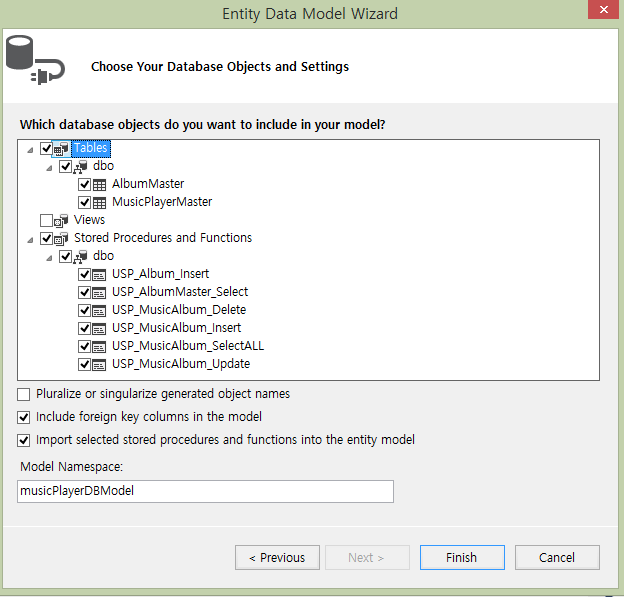 Entity Data Model Wizard
Choose Your Database Objects and Settings
Which database objects do you want to include in your model?
Tables
dbo
AlbumMaster
MusicPlayerMaster
Views
Stored Procedures and Functions
dbo
USP_Album_Insert
USP_AlbumMaster_Select
USP_MusicAlbum_Delete
USP_MusicAlbum_Insert
USP_MusicAlbum_SelectALL
USP_MusicAlbum_Update
Pluralize or singularize generated object names
Include foreign key columns in the model
Import selected stored procedures and functions into the entity model
Model Namespace:
musicPlayerDBModel
< Previous Next > Finish Cancel